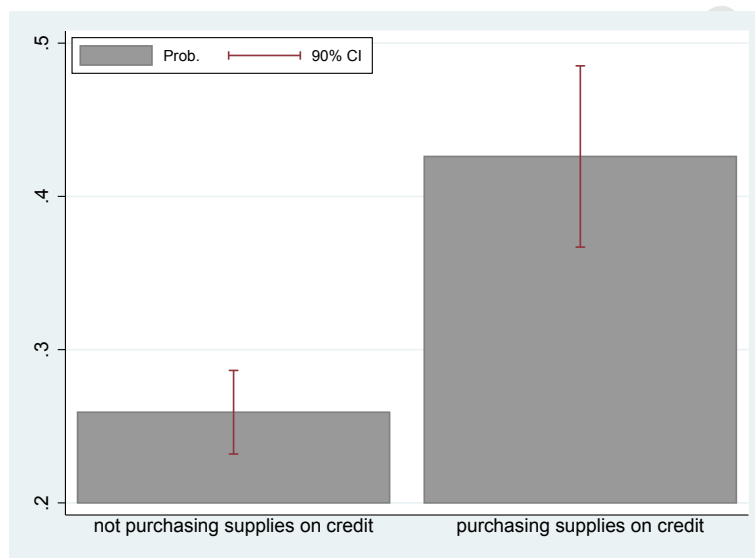 .5
Prob. 90% CI
.4
.3
.2
not purchasing supplies on credit purchasing supplies on credit